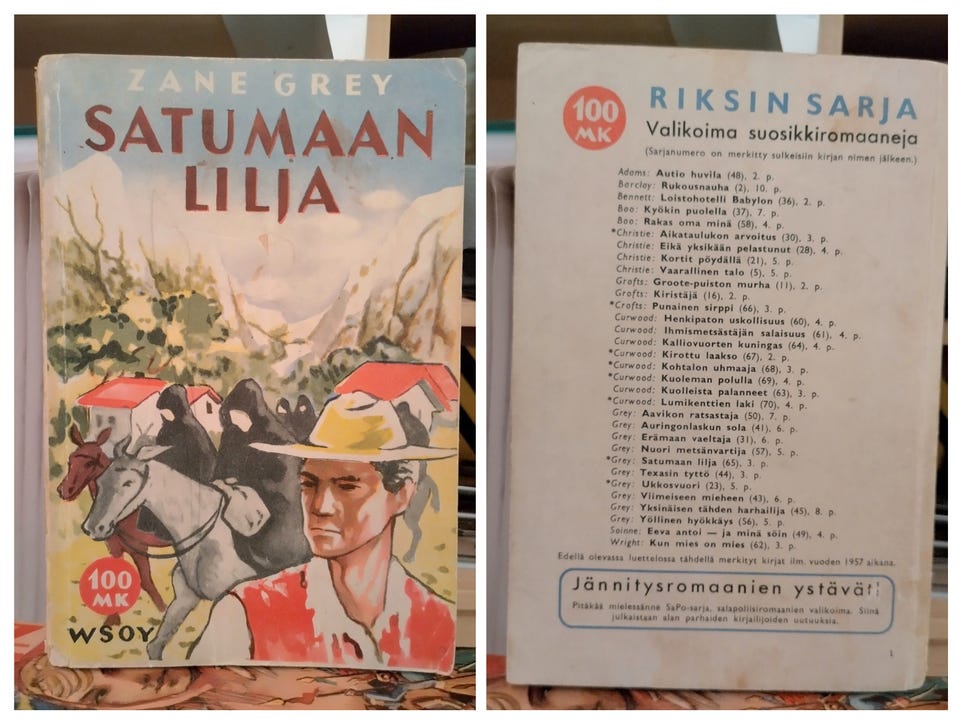 ZANE GREY
SATUMAAN
LILJA
100
MK
WSOY
100
MK
RIKSIN SARJA
Valikoima suosikkiromaaneja
(Sarjanumero on merkitty sulkeisiin kirjan nimen jälkeen.)
Adams: Autio huvila (48), 2. p.
Barclay: Rukousnauha (2), 10. p.
Bennett: Loistohotelli Babylon (36), 2. p.
Boo: Kyökin puolella (37), 7. p.
Boo: Rakas oma minä (58), 4. p.
*Christie: Aikataulukon arvoitus (30), 3. p.
Christie: Eikä yksikään pelastunut (28), 4. p.
Christie: Kortit pöydällä (21), 5. p.
Christie: Vaarallinen talo (5), 5. p.
Crofts: Groote-puiston murha (11), 2. p.
Crofts: Kiristäjä (16), 2. p.
*Crofts: Punainen sirppi (66), 3. p.
Curwood: Henkipaton uskollisuus (60), 4. p.
Curwood: Ihmismetsästäjän salaisuus (61), 4. p.
Curwood: Kalliovuorten kuningas (64), 4. p.
*Curwood: Kirottu laakso (67), 2. p.
*Curwood: Kohtalon uhmaaja (68), 3. p.
*Curwood: Kuoleman polulla (69), 4. p.
Curwood: Kuolleista palanneet (63), 3. p.
*Curwood: Lumikenttien laki (70), 4. p.
Grey: Aavikon ratsastaja (50), 7. p.
Grey: Auringonlaskun sola (41), 6. p.
Grey: Erämaan vaeltaja (31), 6. p.
Grey: Nuori metsänvartija (57), 5. p.
*Grey: Satumaan lilja (65), 3. p.
Grey: Texasin tyttö (44), 3. p.
*Grey: Ukkosvuori (23), 5. p.
Grey: Viimeiseen mieheen (43), 6. p.
Grey: Yksinäisen tähden harhailija (45), 8. p.
Grey: Yöllinen hyökkäys (56), 5. p.
Soinne: Eeva antoi — ja minä söin (49), 4. p.
Wright: Kun mies on mies (62), 3. p.
Edellä olevassa luettelossa tähdellä merkityt kirjat ilm. vuoden 1957 aikana.
Jännitysromaanien ystävät!
Pitäkää mielessänne SaPo-sarja, salapoliisiromaanien valikoima. Siinä
julkaistaan alan parhaiden kirjailijoiden uutuuksia.
1